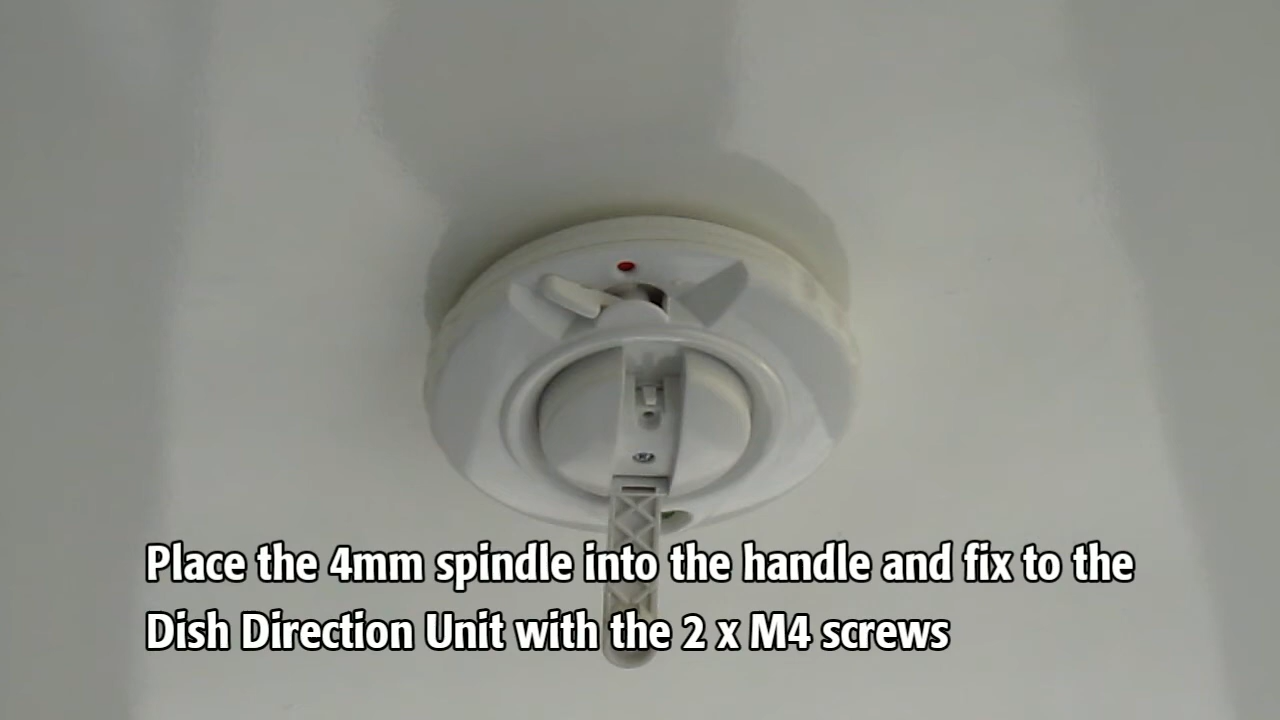 Place the 4mm spindle into the handle and fix to the
Dish Direction Unit with the 2 x M4 screws